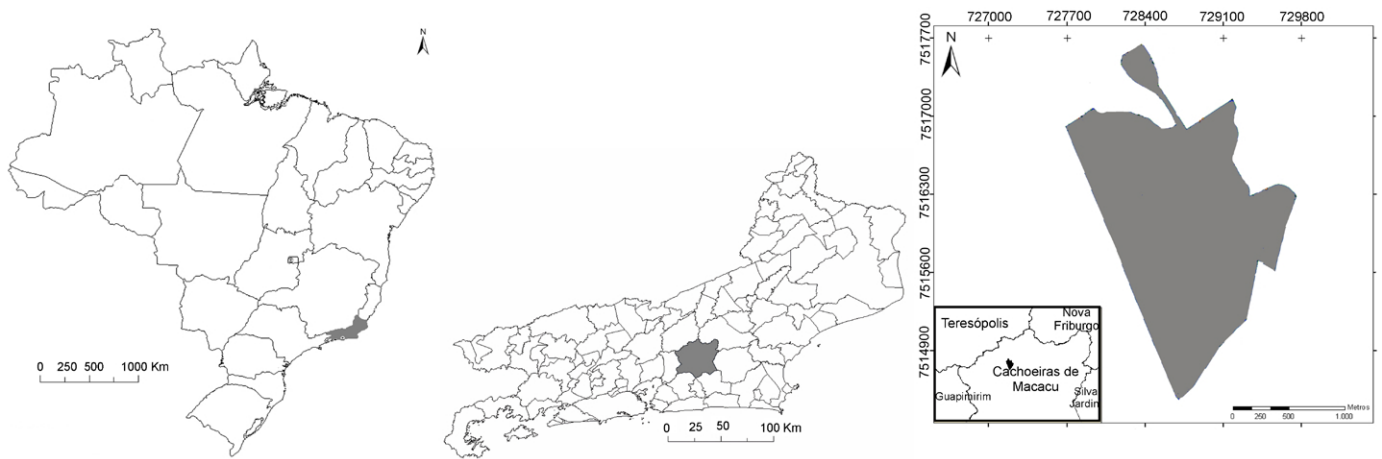 N
0 250 500 1000 Km
0 25 50 100 Km
727000 727700 728400 729100 729800
7517700
7517000
7516300
7515600
7514900
N
Teresópolis
Nova
Friburgo
Cachoeiras de
Macacu
Guapimirim
Silva
Jardim
0 250 500 1.000 Metros